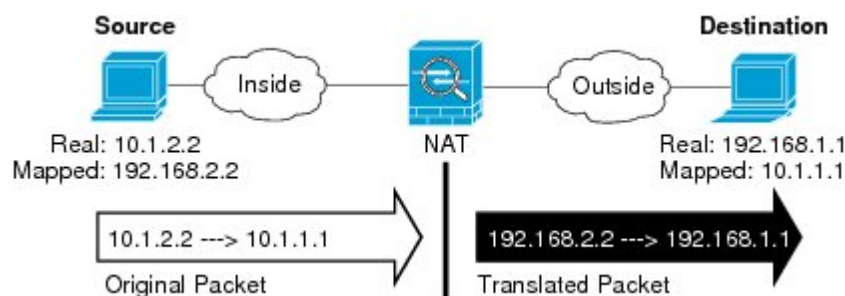 Source
Destination
Inside
Outside
Real: 10.1.2.2
Mapped: 192.168.2.2
NAT
Real: 192.168.1.1
Mapped: 10.1.1.1
10.1.2.2 ---> 10.1.1.1
192.168.2.2 ---> 192.168.1.1
Original Packet
Translated Packet